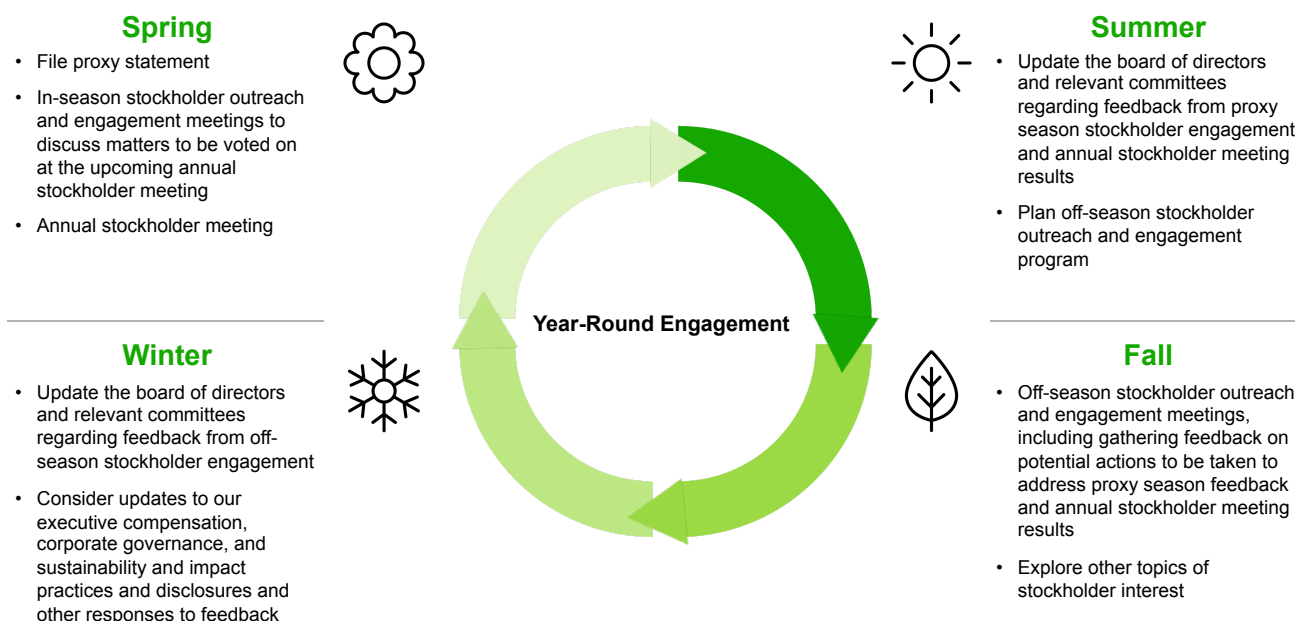 Spring
• File proxy statement
• In-season stockholder outreach
and engagement meetings to
discuss matters to be voted on
at the upcoming annual
stockholder meeting
• Annual stockholder meeting
Summer
• Update the board of directors
and relevant committees
regarding feedback from proxy
season stockholder engagement
and annual stockholder meeting
results
• Plan off-season stockholder
outreach and engagement
program
Year-Round Engagement
Winter
• Update the board of directors
and relevant committees
regarding feedback from off-
season stockholder engagement
• Consider updates to our
executive compensation,
corporate governance, and
sustainability and impact
practices and disclosures and
other responses to feedback
Fall
• Off-season stockholder outreach
and engagement meetings,
including gathering feedback on
potential actions to be taken to
address proxy season feedback
and annual stockholder meeting
results
• Explore other topics of
stockholder interest